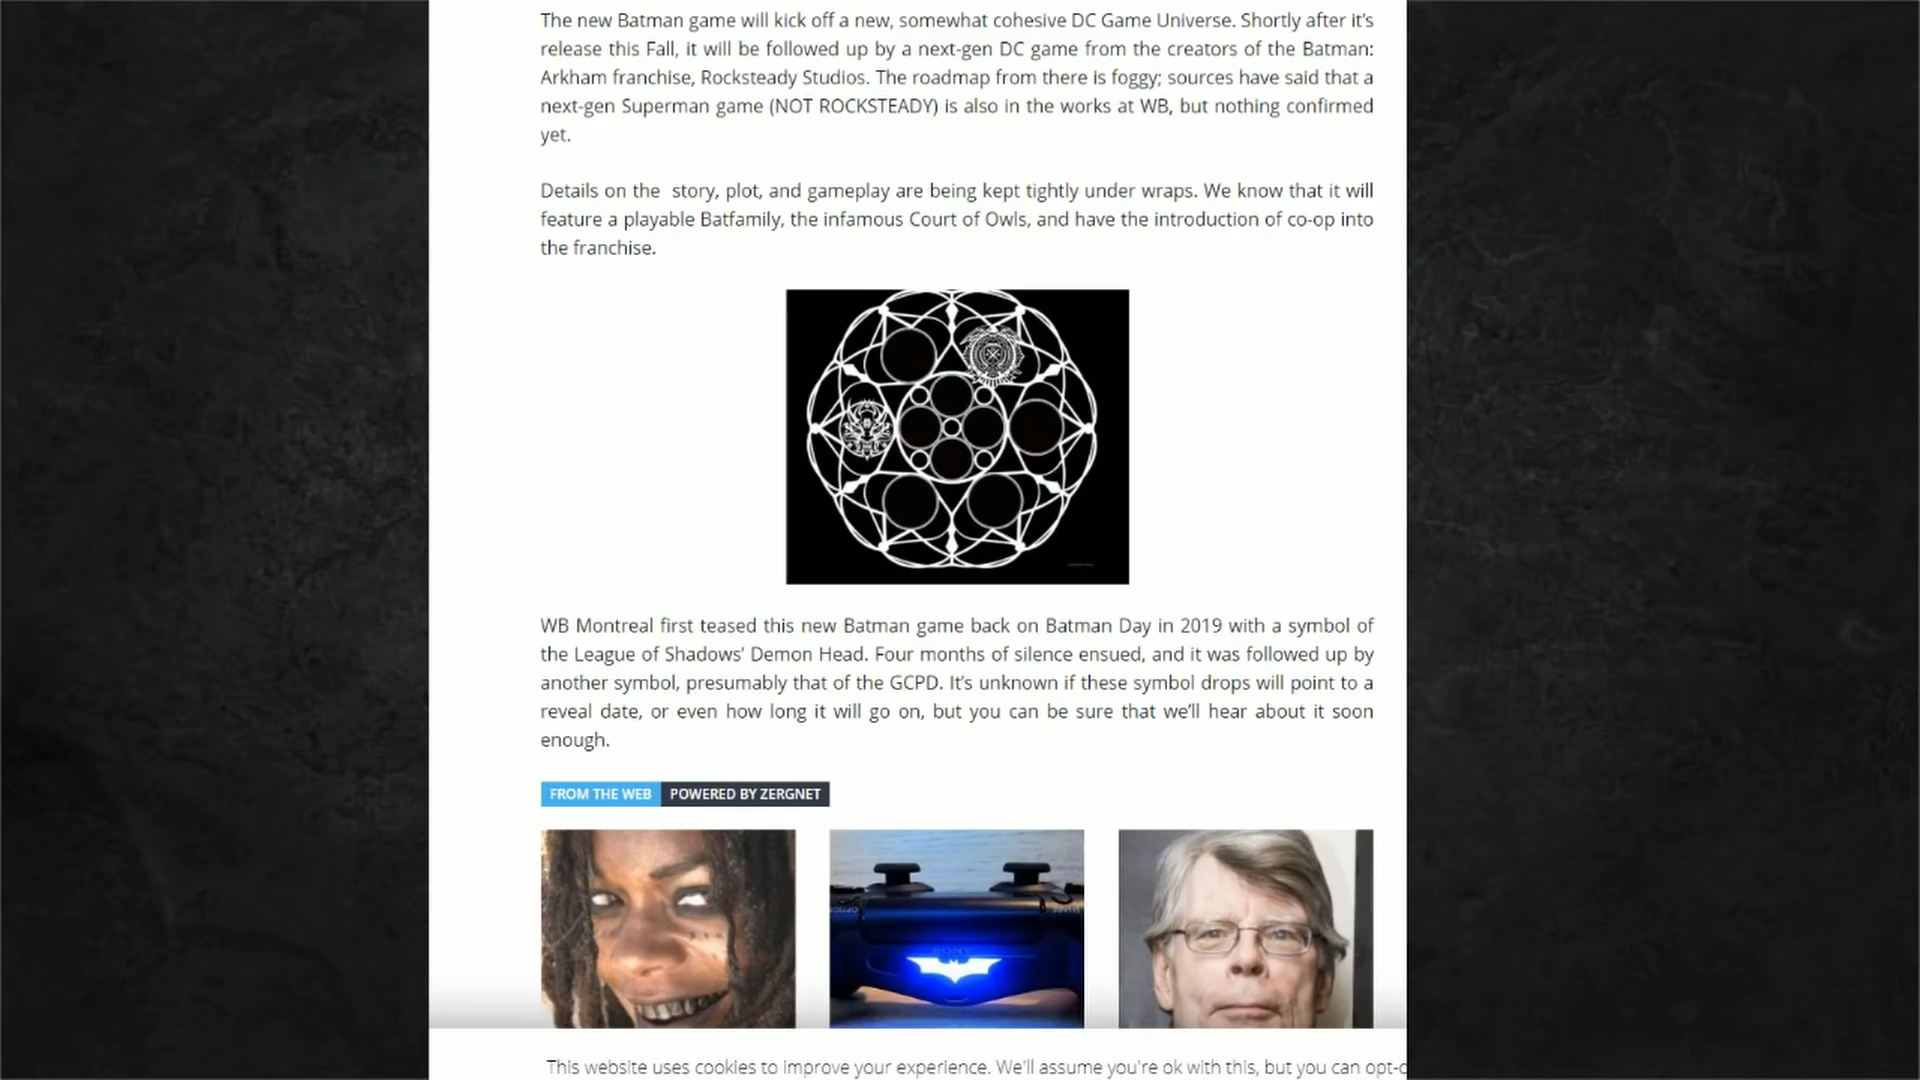 The new Batman game will kick off a new, somewhat cohesive DC Game Universe. Shortly after it's
release this Fall, it will be followed up by a next-gen DC game from the creators of the Batman:
Arkham franchise, Rocksteady Studios. The roadmap from there is foggy; sources have said that a
next-gen Superman game (NOT ROCKSTEADY) is also in the works at WB, but nothing confirmed
yet.
Details on the story, plot, and gameplay are being kept tightly under wraps. We know that it will
feature a playable Batfamily, the infamous Court of Owls, and have the introduction of co-op into
the franchise.
WB Montreal first teased this new Batman game back on Batman Day in 2019 with a symbol of
the League of Shadows' Demon Head. Four months of silence ensued, and it was followed up by
another symbol, presumably that of the GCPD. It's unknown if these symbol drops will point to a
reveal date, or even how long it will go on, but you can be sure that we'll hear about it soon
enough.
FROM THE WEB POWERED BY ZERGNET
SONY
This website uses cookies to improve your experience. We'll assume you're ok with this, but you can opt-